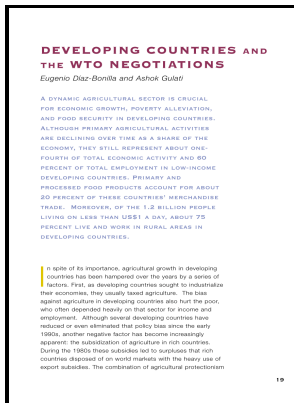 DEVELOPING COUNTRIES AND
THE WTO NEGOTIATIONS
Eugenio Díaz-Bonilla and Ashok Gulati
A DYNAMIC AGRICULTURAL SECTOR IS CRUCIAL
FOR ECONOMIC GROWTH, POVERTY ALLEVIATION,
AND FOOD SECURITY IN DEVELOPING COUNTRIES.
ALTHOUGH PRIMARY AGRICULTURAL ACTIVITIES
ARE DECLINING OVER TIME AS A SHARE OF THE
ECONOMY, THEY STILL REPRESENT ABOUT ONE-
FOURTH OF TOTAL ECONOMIC ACTIVITY AND 60
PERCENT OF TOTAL EMPLOYMENT IN LOW-INCOME
DEVELOPING COUNTRIES. PRIMARY AND
PROCESSED FOOD PRODUCTS ACCOUNT FOR ABOUT
20 PERCENT OF THESE COUNTRIES' MERCHANDISE
TRADE. MOREOVER, OF THE 1.2 BILLION PEOPLE
LIVING ON LESS THAN US$1 A DAY, ABOUT 75
PERCENT LIVE AND WORK IN RURAL AREAS IN
DEVELOPING COUNTRIES.
In spite of its importance, agricultural growth in developing
countries has been hampered over the years by a series of
factors. First, as developing countries sought to industrialize
their economies, they usually taxed agriculture. The bias
against agriculture in developing countries also hurt the poor,
who often depended heavily on that sector for income and
employment. Although several developing countries have
reduced or even eliminated that policy bias since the early
1990s, another negative factor has become increasingly
apparent: the subsidization of agriculture in rich countries.
During the 1980s these subsidies led to surpluses that rich
countries disposed of on world markets with the heavy use of
export subsidies. The combination of agricultural protectionism
19